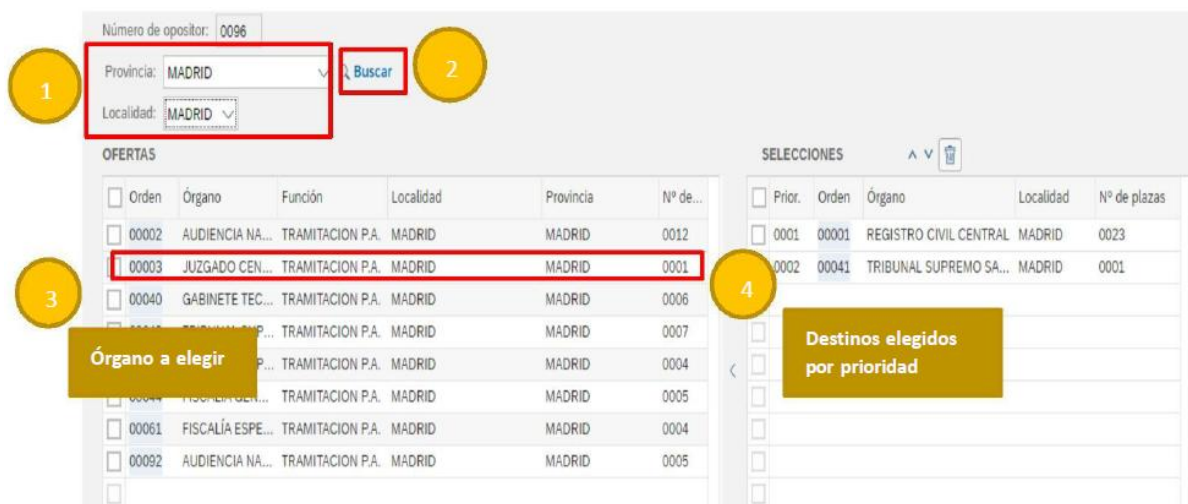 Número de opositor: 0096
1
Provincia: MADRID
Buscar
2
Localidad: MADRID
OFERTAS
Orden Órgano Función Localidad Provincia Nº de...
00002 AUDIENCIA NA... TRAMITACION P.A. MADRID MADRID 0012
00003 JUZGADO CEN... TRAMITACION P.A. MADRID MADRID 0001
00040 GABINETE TEC... TRAMITACION P.A. MADRID MADRID 0006
TRAMITACION P.A. MADRID MADRID 0007
TRAMITACION P.A. MADRID MADRID 0004
TRAMITACION P.A. MADRID MADRID 0005
00061 FISCALÍA ESPE... TRAMITACION P.A. MADRID MADRID 0004
00092 AUDIENCIA NA... TRAMITACION P.A. MADRID MADRID 0005
3
Órgano a elegir
SELECCIONES
Prior. Orden Órgano Localidad Nº de plazas
0001 00001 REGISTRO CIVIL CENTRAL MADRID 0023
0002 00041 TRIBUNAL SUPREMO SA... MADRID 0001
4
Destinos elegidos
por prioridad